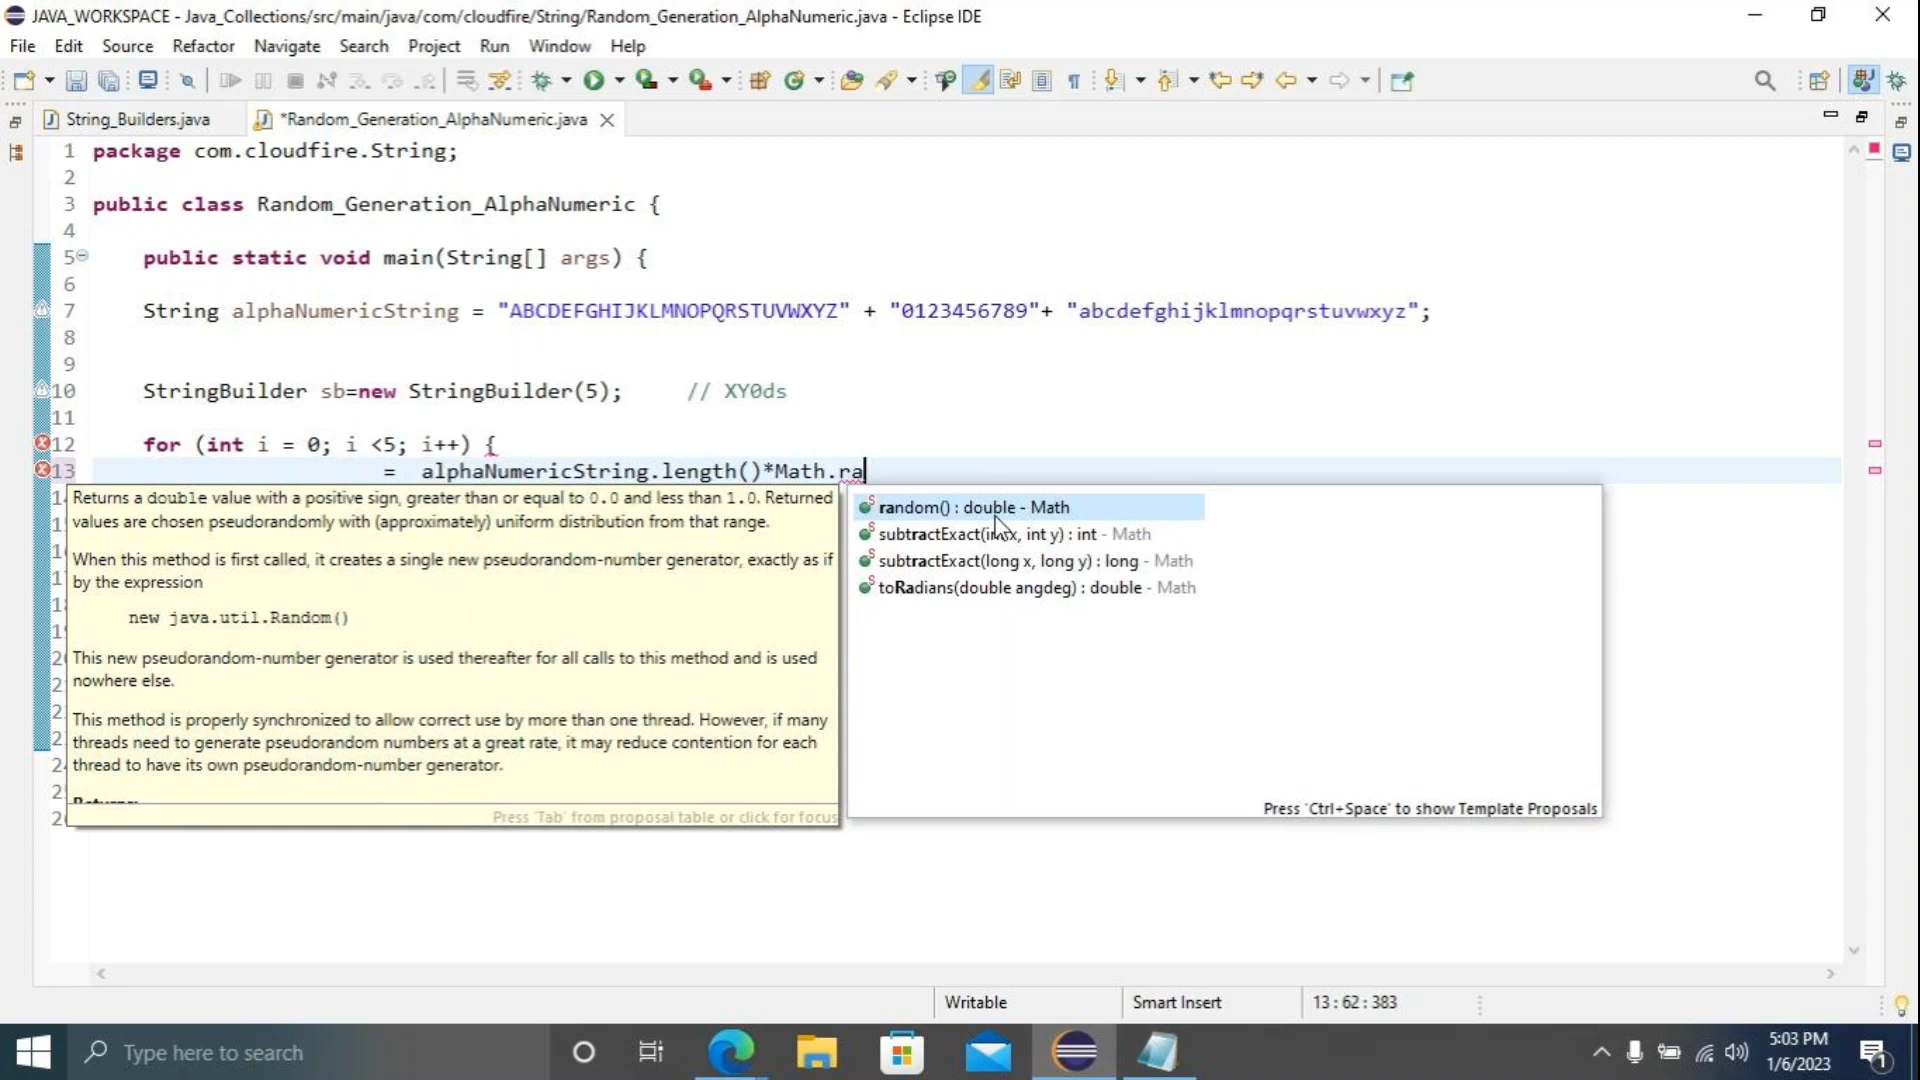 JAVA_WORKSPACE - Java_Collections/src/main/java/com/cloudfire/String/Random_Generation_AlphaNumeric.java - Eclipse IDE
File Edit Source Refactor Navigate Search Project Run Window Help
String_Builders.java
*Random_Generation_AlphaNumeric.java
1 package com.cloudfire.String;
2
3 public class Random_Generation_AlphaNumeric {
4
5 public static void main(String[] args) {
6
7 String alphaNumericString = "ABCDEFGHIJKLMNOPQRSTUVWXYZ" + "0123456789"+ "abcdefghijklmnopqrstuvwxyz";
8
9
10 StringBuilder sb=new StringBuilder(5); // XY0ds
11
12 for (int i = 0; i <5; i++) {
13 = alphaNumericString.length()*Math.ra
Returns a double value with a positive sign, greater than or equal to 0.0 and less than 1.0. Returned
values are chosen pseudorandomly with (approximately) uniform distribution from that range.
When this method is first called, it creates a single new pseudorandom-number generator, exactly as if
by the expression
new java.util.Random()
This new pseudorandom-number generator is used thereafter for all calls to this method and is used
nowhere else.
This method is properly synchronized to allow correct use by more than one thread. However, if many
threads need to generate pseudorandom numbers at a great rate, it may reduce contention for each
thread to have its own pseudorandom-number generator.
Press 'Tab' from proposal table or click for focus
random() : double - Math
subtractExact(int x, int y) : int - Math
subtractExact(long x, long y) : long - Math
toRadians(double angdeg) : double - Math
Press 'Ctrl+Space' to show Template Proposals
Writable
Smart Insert
13 : 62 : 383
Type here to search
5:03 PM
1/6/2023
1